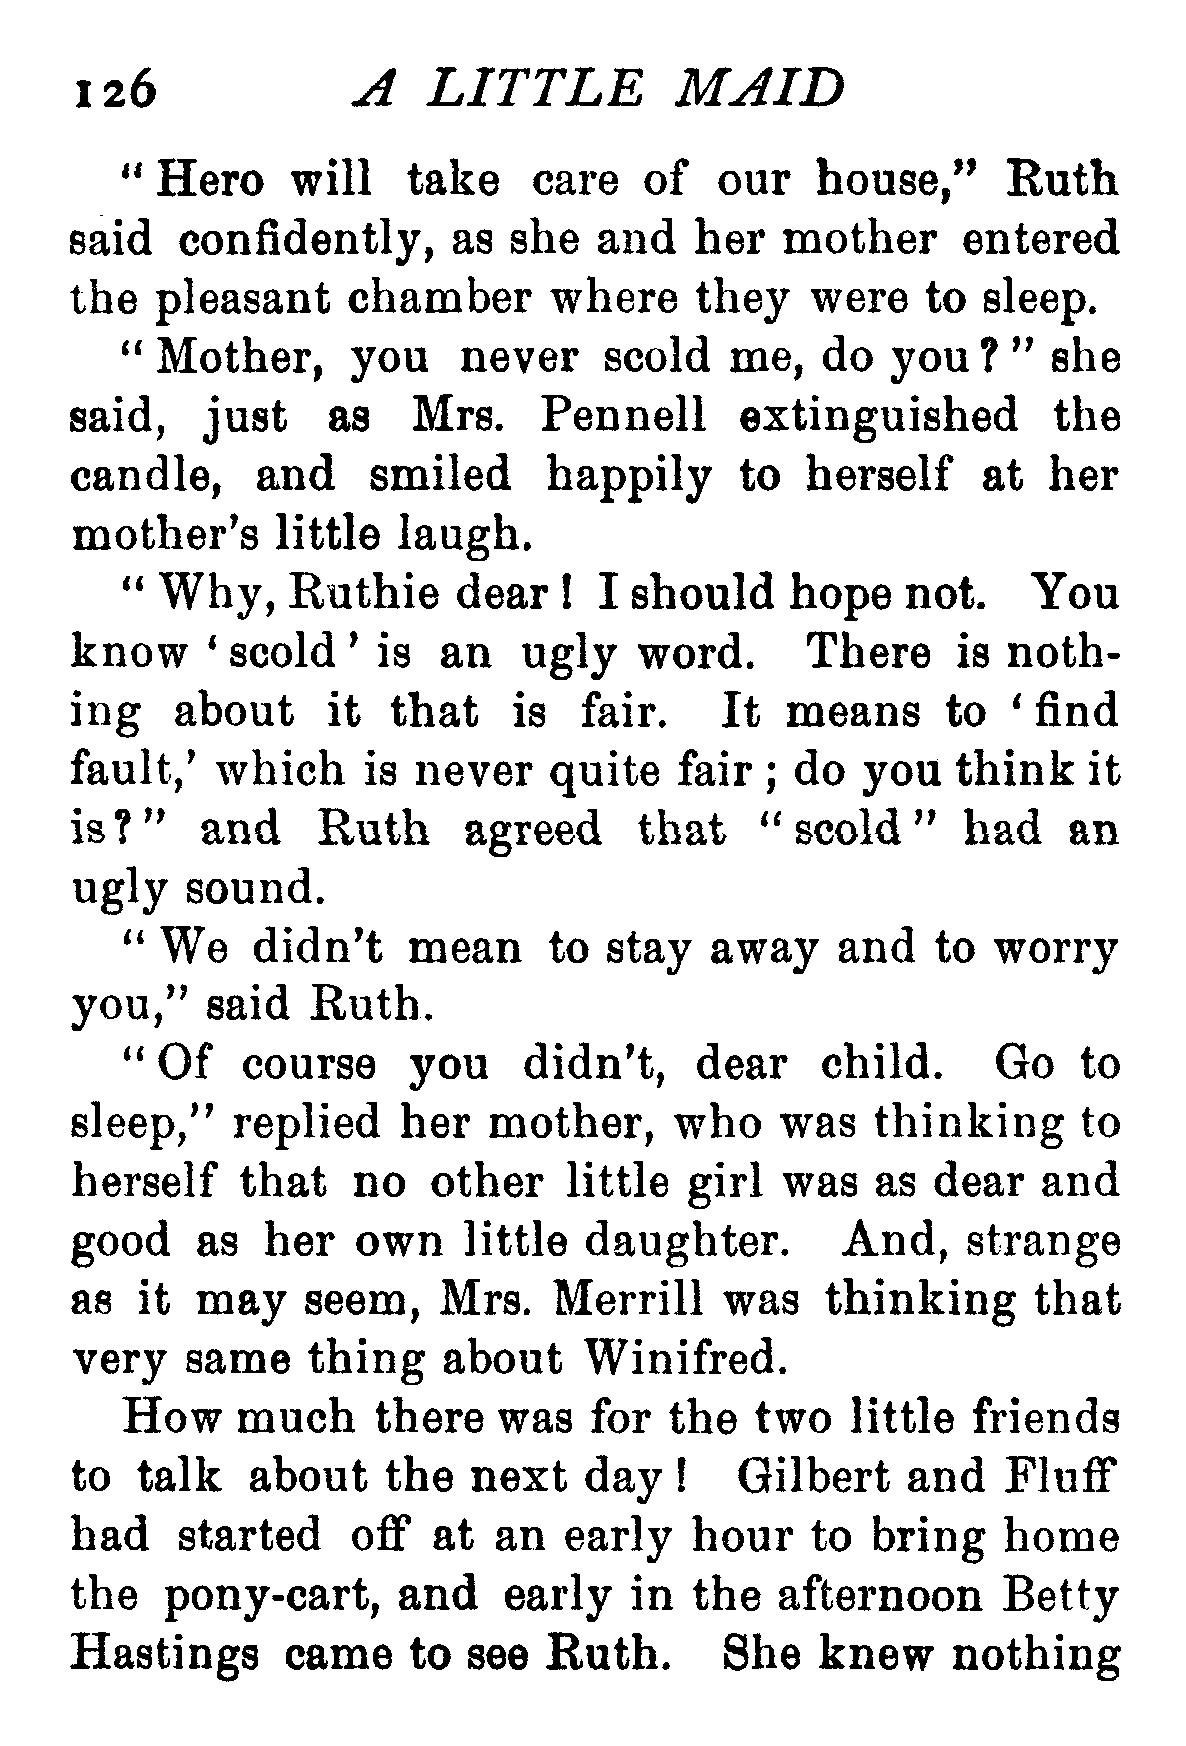 126 A LITTLE MAID
“ Hero will take care of our house,” Ruth
said confidently, as she and her mother entered
the pleasant chamber where they were to sleep.
“ Mother, you never scold me, do you ? ” she
said, just as Mrs. Pennell extinguished the
candle, and smiled happily to herself at her
mother’s little laugh.
“ Why, Ruthie dear ! I should hope not. You
know ‘ scold ’ is an ugly word. There is noth-
ing about it that is fair. It means to ‘ find
fault,’ which is never quite fair ; do you think it
is ? ” and Ruth agreed that “ scold ” had an
ugly sound.
“ We didn’t mean to stay away and to worry
you,” said Ruth.
“ Of course you didn’t, dear child. Go to
sleep,” replied her mother, who was thinking to
herself that no other little girl was as dear and
good as her own little daughter. And, strange
as it may seem, Mrs. Merrill was thinking that
very same thing about Winifred.
How much there was for the two little friends
to talk about the next day ! Gilbert and Fluff
had started off at an early hour to bring home
the pony-cart, and early in the afternoon Betty
Hastings came to see Ruth. She knew nothing